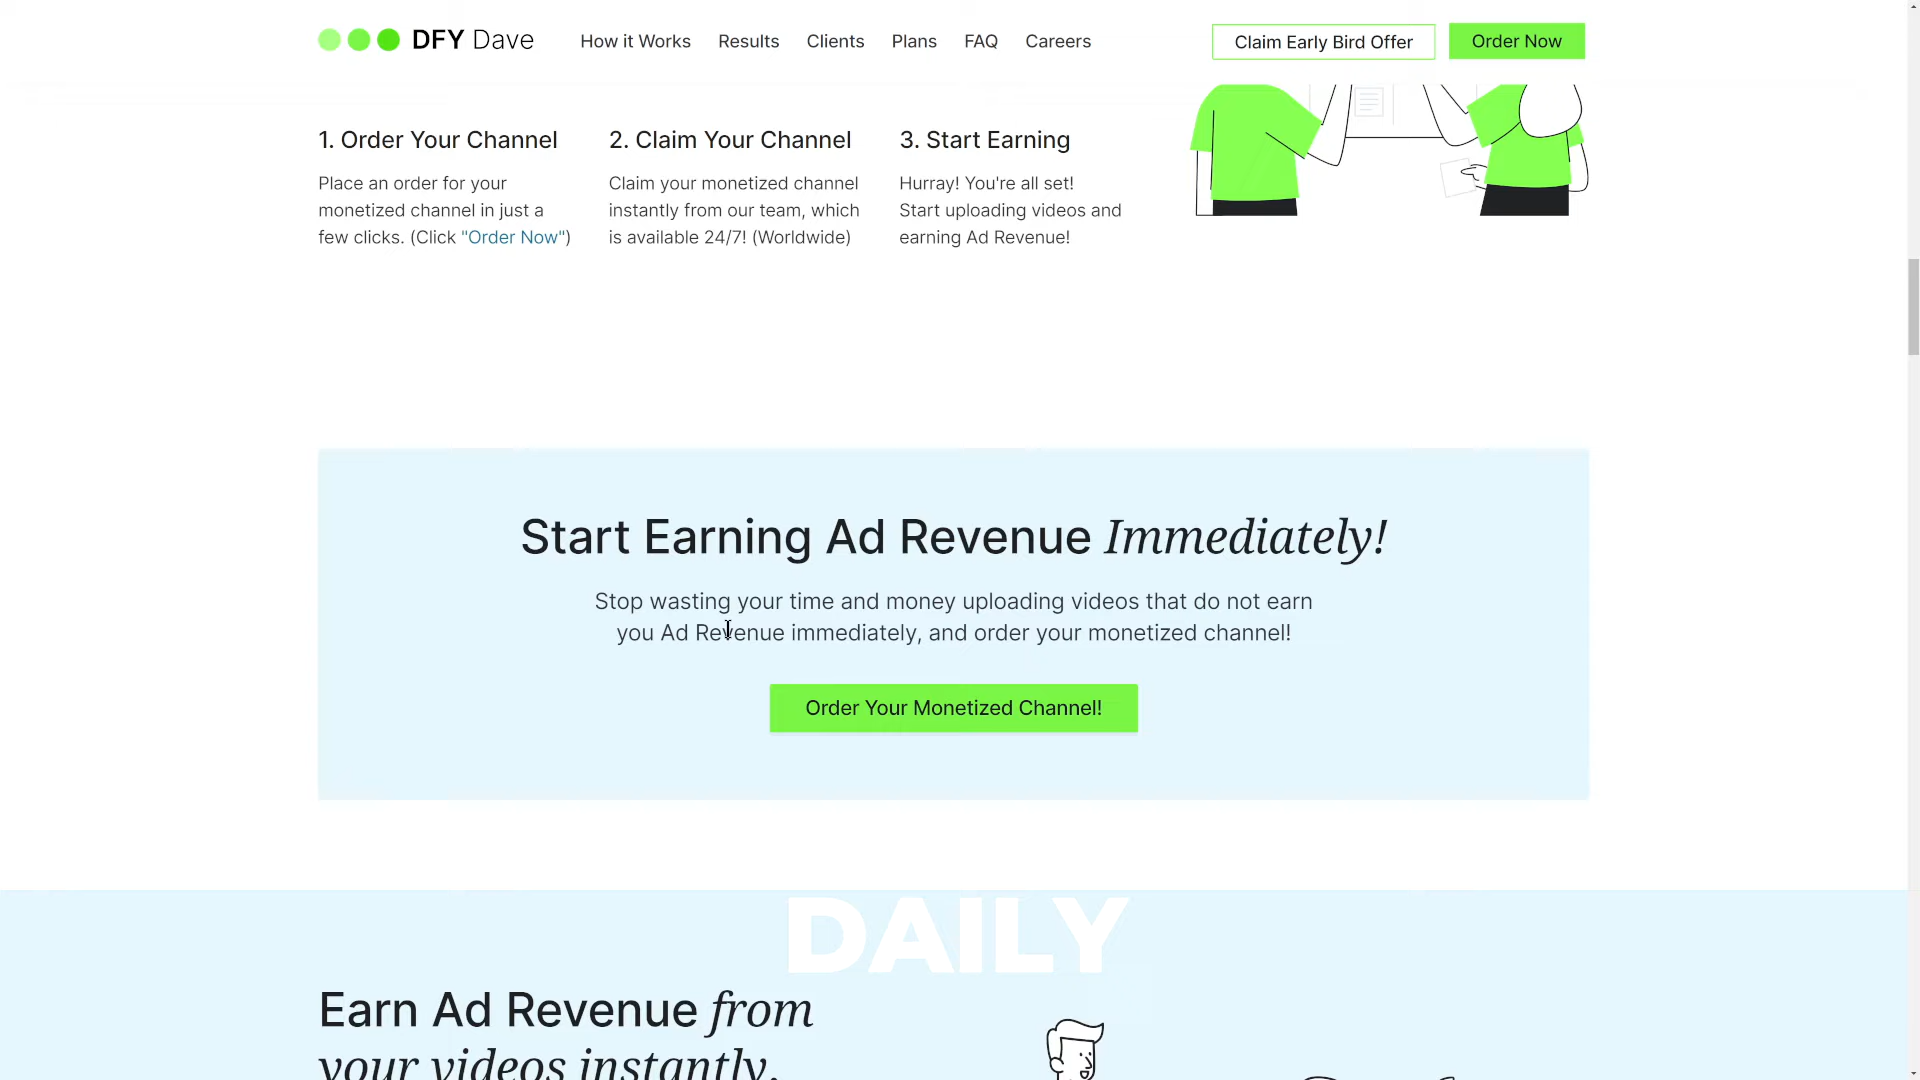 DFY Dave
How it Works
Results
Clients
Plans
FAQ
Careers
Claim Early Bird Offer
Order Now
1. Order Your Channel
Place an order for your
monetized channel in just a
few clicks. (Click "Order Now")
2. Claim Your Channel
Claim your monetized channel
instantly from our team, which
is available 24/7! (Worldwide)
3. Start Earning
Hurray! You're all set!
Start uploading videos and
earning Ad Revenue!
Start Earning Ad Revenue Immediately!
Stop wasting your time and money uploading videos that do not earn
you Ad Revenue immediately, and order your monetized channel!
Order Your Monetized Channel!
DAILY
Earn Ad Revenue from
your videos instantly.